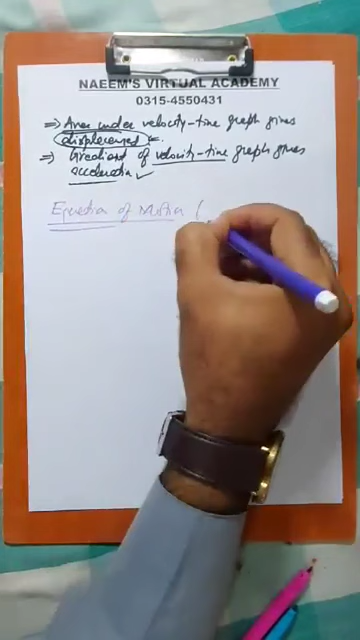 NAEEM'S VIRTUAL ACADEMY
0315-4550431
⇒ Area under velocity-time graph gives
displacement
⇒ Gradient of velocity-time graph gives
acceleration ✓
Equation of Motion (